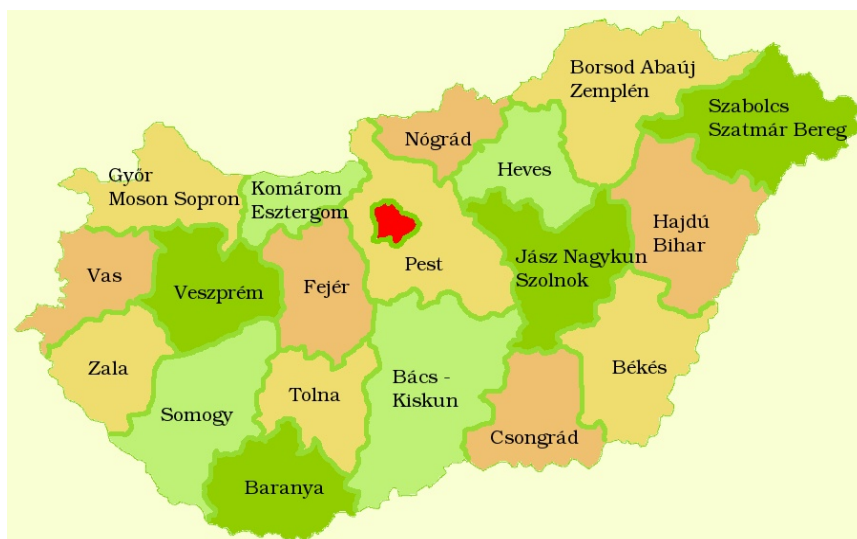 Borsod Abaúj
Zemplén
Szabolcs
Szatmár Bereg
Nógrád
Heves
Győr
Moson Sopron
Komárom
Esztergom
Hajdú
Bihar
Jász Nagykun
Szolnok
Pest
Vas
Veszprém
Fejér
Zala
Tolna
Bács -
Kiskun
Békés
Somogy
Csongrád
Baranya